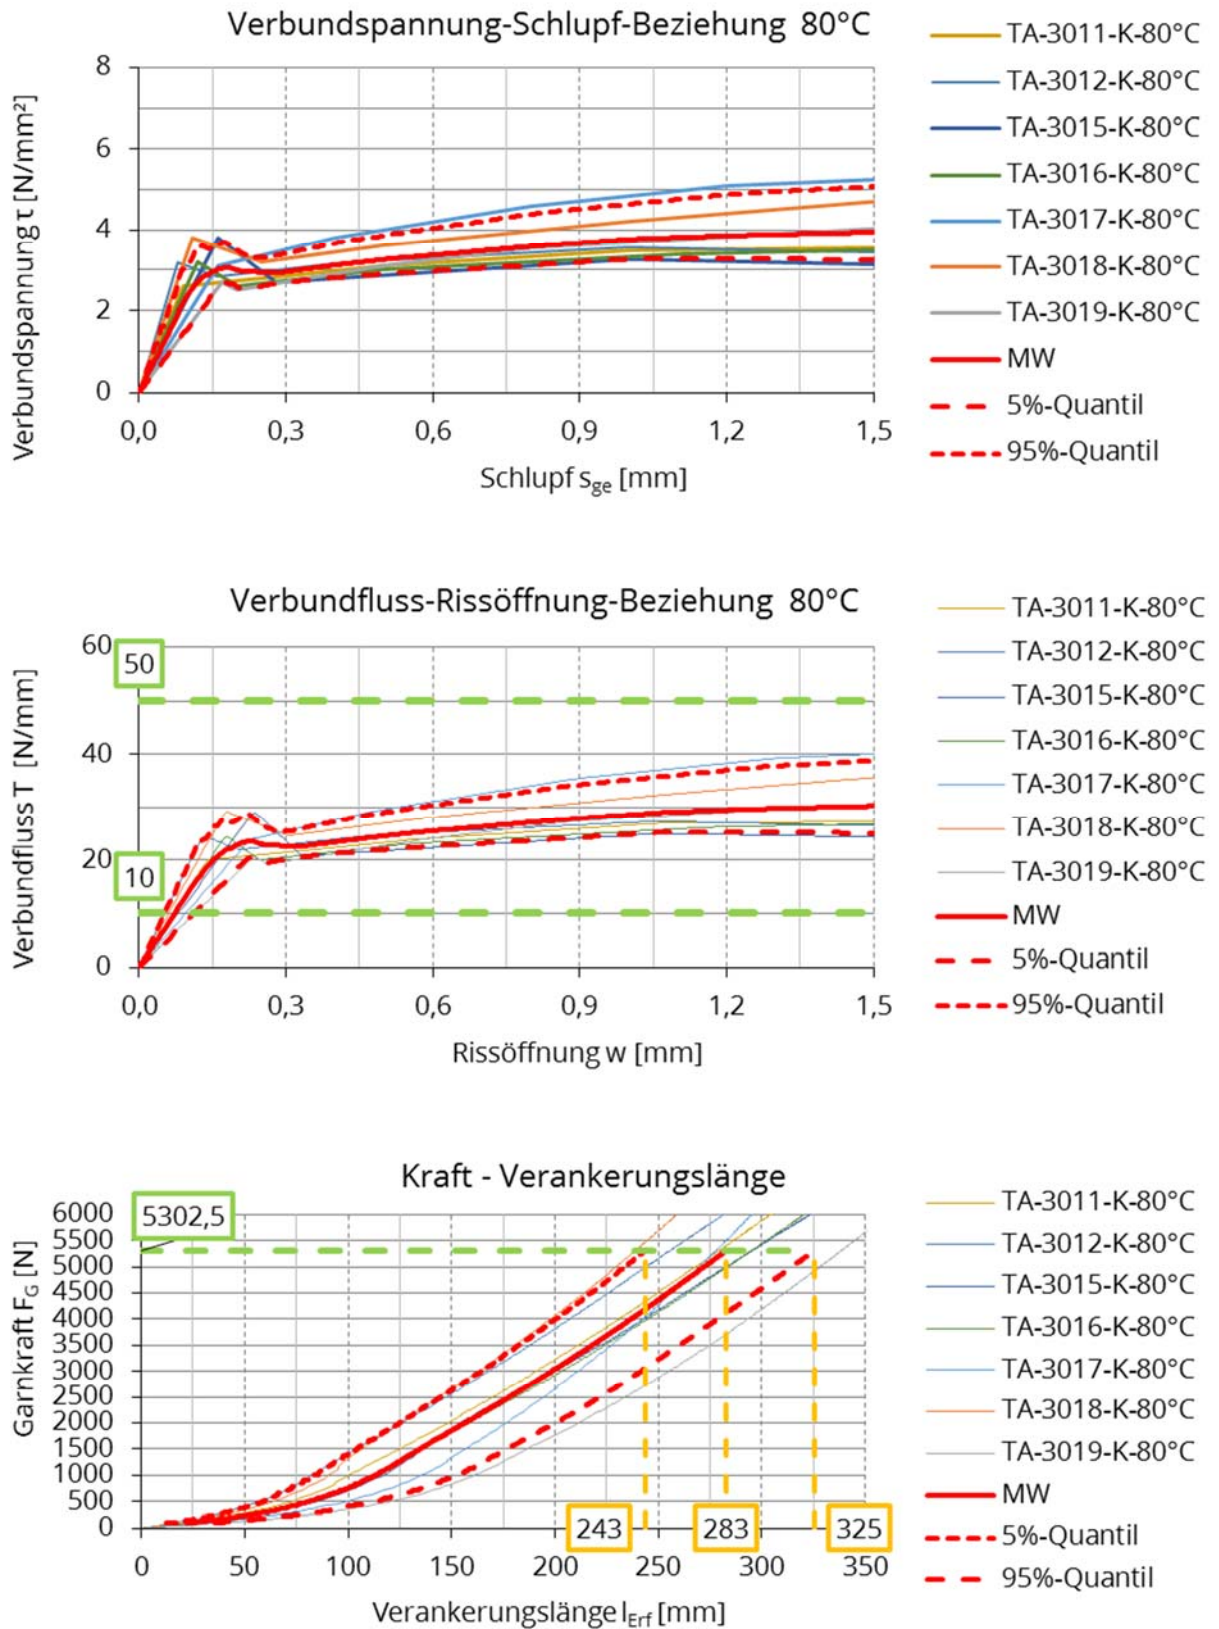 Verbundspannung-Schlupf-Beziehung 80°C
Verbundspannung τ [N/mm²]
8
6
4
2
0
0,0 0,3 0,6 0,9 1,2 1,5
Schlupf sge [mm]
TA-3011-K-80°C
TA-3012-K-80°C
TA-3015-K-80°C
TA-3016-K-80°C
TA-3017-K-80°C
TA-3018-K-80°C
TA-3019-K-80°C
MW
5%-Quantil
95%-Quantil
Verbundfluss-Rissöffnung-Beziehung 80°C
Verbundfluss T [N/mm]
60
50
40
20
10
0
0,0 0,3 0,6 0,9 1,2 1,5
Rissöffnung w [mm]
TA-3011-K-80°C
TA-3012-K-80°C
TA-3015-K-80°C
TA-3016-K-80°C
TA-3017-K-80°C
TA-3018-K-80°C
TA-3019-K-80°C
MW
5%-Quantil
95%-Quantil
Kraft - Verankerungslänge
Garnkraft FG [N]
6000
5302,5
5500
5000
4500
4000
3500
3000
2500
2000
1500
1000
500
0
243 283 325
0 50 100 150 200 250 300 350
Verankerungslänge lErf [mm]
TA-3011-K-80°C
TA-3012-K-80°C
TA-3015-K-80°C
TA-3016-K-80°C
TA-3017-K-80°C
TA-3018-K-80°C
TA-3019-K-80°C
MW
5%-Quantil
95%-Quantil